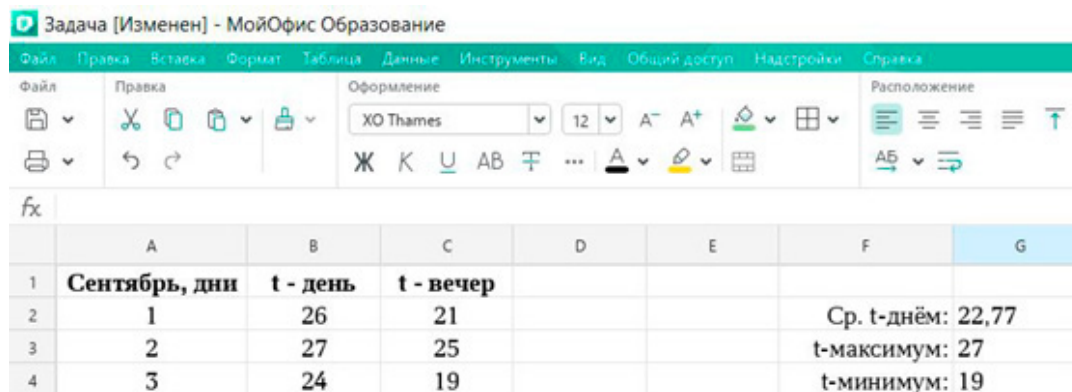 Задача [Изменен] - МойОфис Образование
Файл Правка Вставка Формат Таблица Данные Инструменты Вид Общий доступ Надстройки Справка
Файл Правка Оформление Расположение
XO Thames 12 A⁻ A⁺
Ж К Ч АВ Т ... А АБ
fx
A B C D E F G
1 Сентябрь, дни t - день t - вечер
2 1 26 21 Ср. t-днём: 22,77
3 2 27 25 t-максимум: 27
4 3 24 19 t-минимум: 19